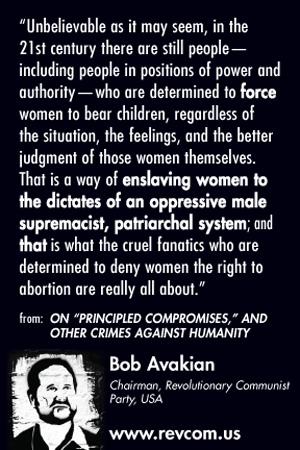 “Unbelievable as it may seem, in the
21st century there are still people—
including people in positions of power and
authority—who are determined to force
women to bear children, regardless of
the situation, the feelings, and the better
judgment of those women themselves.
That is a way of enslaving women to
the dictates of an oppressive male
supremacist, patriarchal system; and
that is what the cruel fanatics who are
determined to deny women the right to
abortion are really all about.”
from: ON “PRINCIPLED COMPROMISES,” AND
OTHER CRIMES AGAINST HUMANITY
Bob Avakian
Chairman, Revolutionary Communist
Party, USA
www.revcom.us